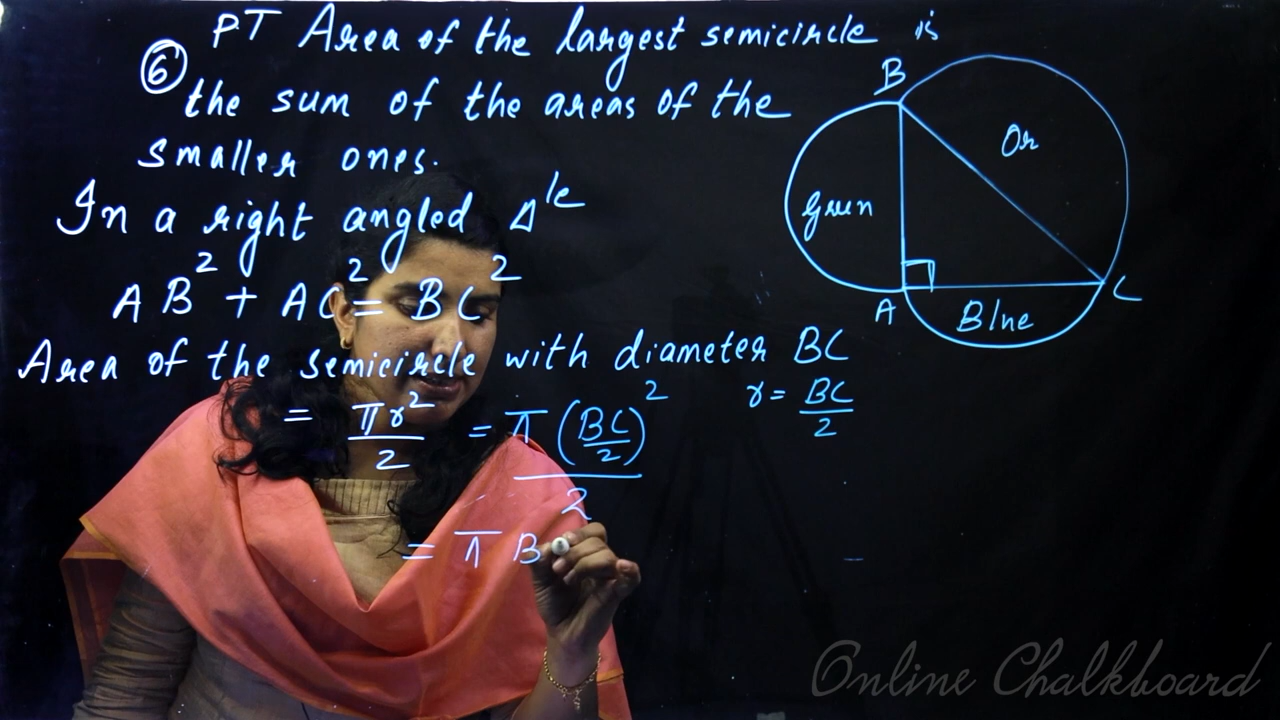 PT Area of the largest semicircle is
⑥ the sum of the areas of the
smaller ones.
In a right angled Δle
AB² + AC² = BC²
Area of the semicircle with diameter BC
= πr²/2 = π(BC/2)²/2 r = BC/2
= π B
B
Or
Green
A
Blue
C
Online Chalkboard